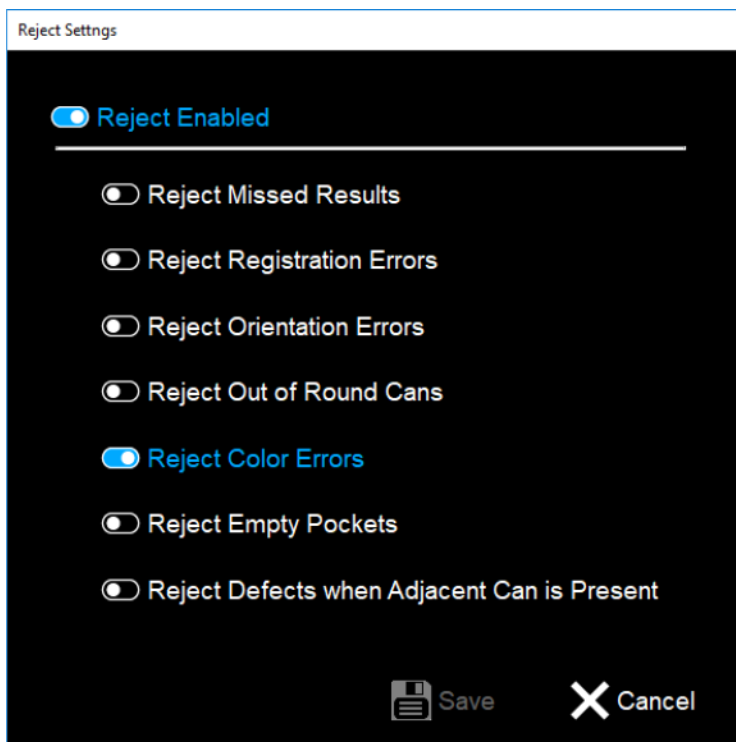 Reject Settngs
Reject Enabled
Reject Missed Results
Reject Registration Errors
Reject Orientation Errors
Reject Out of Round Cans
Reject Color Errors
Reject Empty Pockets
Reject Defects when Adjacent Can is Present
Save
Cancel